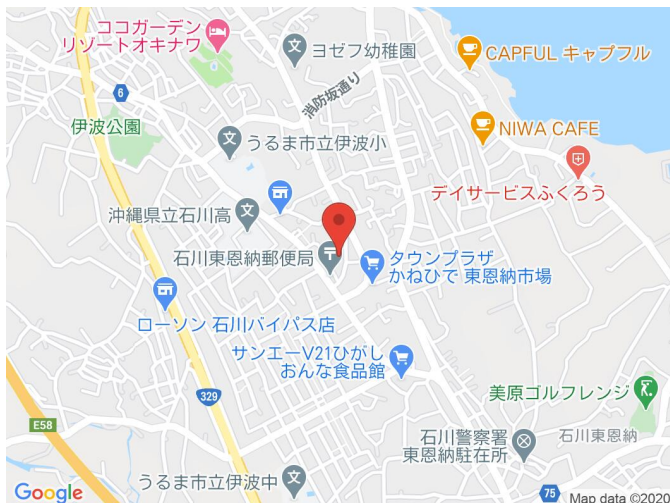 ココガーデン
リゾートオキナワ
ヨゼフ幼稚園
CAPFUL キャプフル
6
消防坂通り
伊波公園
NIWA CAFE
うるま市立伊波小
デイサービスふくろう
沖縄県立石川高
石川東恩納郵便局
タウンプラザ
かねひで 東恩納市場
ローソン 石川バイパス店
サンエーV21ひがし
おんな食品館
329
美原ゴルフレンジ
E58
石川警察署
東恩納駐在所
石川東恩納
うるま市立伊波中
75
Google
Map data ©2020